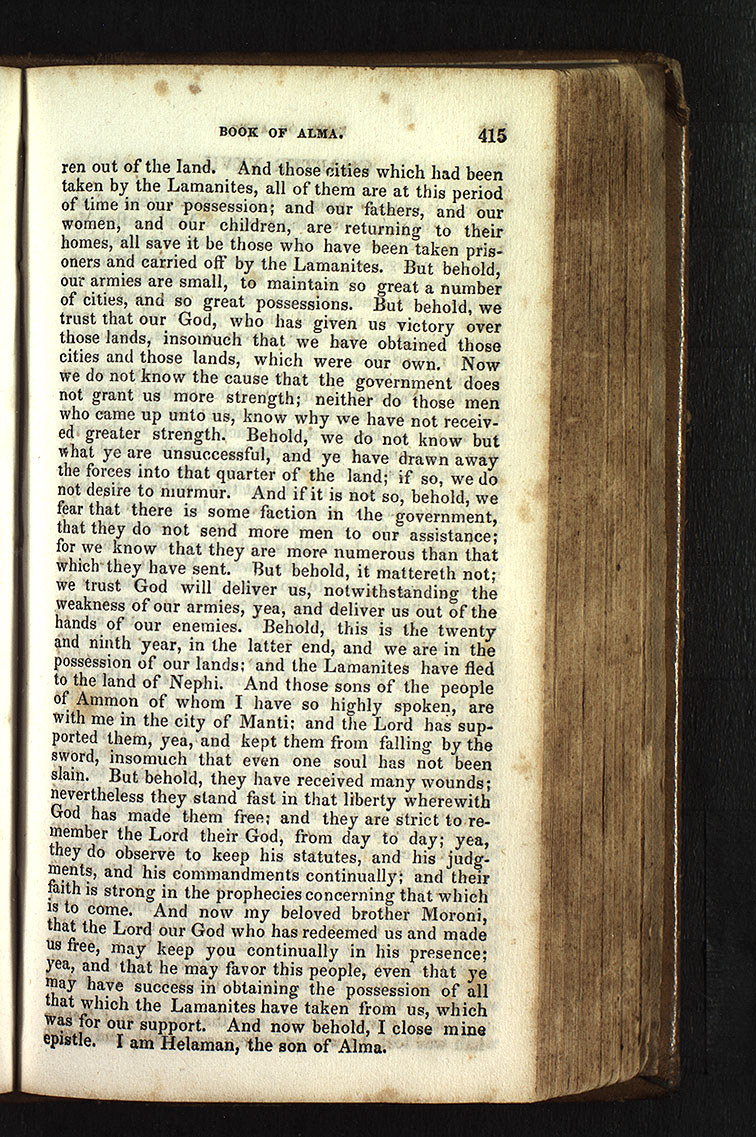 BOOK OF ALMA. 415
ren out of the land. And those cities which had been
taken by the Lamanites, all of them are at this period
of time in our possession; and our fathers, and our
women, and our children, are returning to their
homes, all save it be those who have been taken pris-
oners and carried off by the Lamanites. But behold,
our armies are small, to maintain so great a number
of cities, and so great possessions. But behold, we
trust that our God, who has given us victory over
those lands, insomuch that we have obtained those
cities and those lands, which were our own. Now
we do not know the cause that the government does
not grant us more strength; neither do those men
who came up unto us, know why we have not receiv-
ed greater strength. Behold, we do not know but
what ye are unsuccessful, and ye have drawn away
the forces into that quarter of the land; if so, we do
not desire to murmur. And if it is not so, behold, we
fear that there is some faction in the government,
that they do not send more men to our assistance;
for we know that they are more numerous than that
which they have sent. But behold, it mattereth not;
we trust God will deliver us, notwithstanding the
weakness of our armies, yea, and deliver us out of the
hands of our enemies. Behold, this is the twenty
and ninth year, in the latter end, and we are in the
possession of our lands; and the Lamanites have fled
to the land of Nephi. And those sons of the people
of Ammon of whom I have so highly spoken, are
with me in the city of Manti; and the Lord has sup-
ported them, yea, and kept them from falling by the
sword, insomuch that even one soul has not been
slain. But behold, they have received many wounds;
nevertheless they stand fast in that liberty wherewith
God has made them free; and they are strict to re-
member the Lord their God, from day to day; yea,
they do observe to keep his statutes, and his judg-
ments, and his commandments continually; and their
faith is strong in the prophecies concerning that which
is to come. And now my beloved brother Moroni,
that the Lord our God who has redeemed us and made
us free, may keep you continually in his presence;
yea, and that he may favor this people, even that ye
may have success in obtaining the possession of all
that which the Lamanites have taken from us, which
was for our support. And now behold, I close mine
epistle. I am Helaman, the son of Alma.